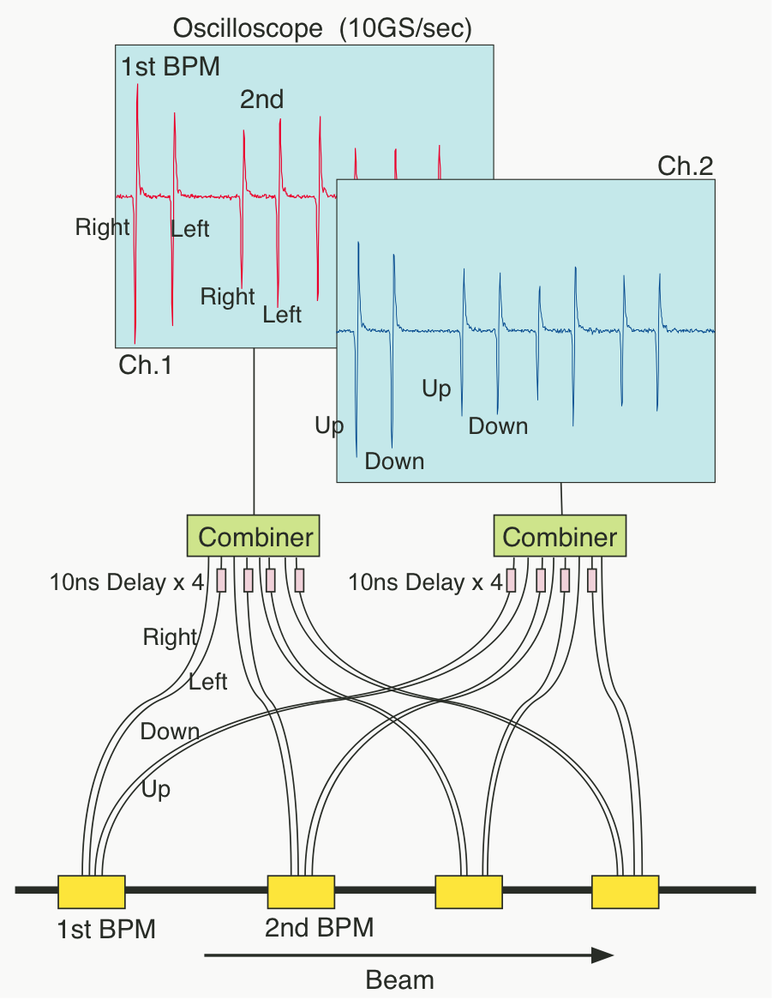 Oscilloscope (10GS/sec)
1st BPM
2nd
Ch.2
Right
Left
Right
Left
Ch.1
Up
Up
Down
Down
Combiner
Combiner
10ns Delay x 4
10ns Delay x 4
Right
Left
Down
Up
1st BPM
2nd BPM
Beam